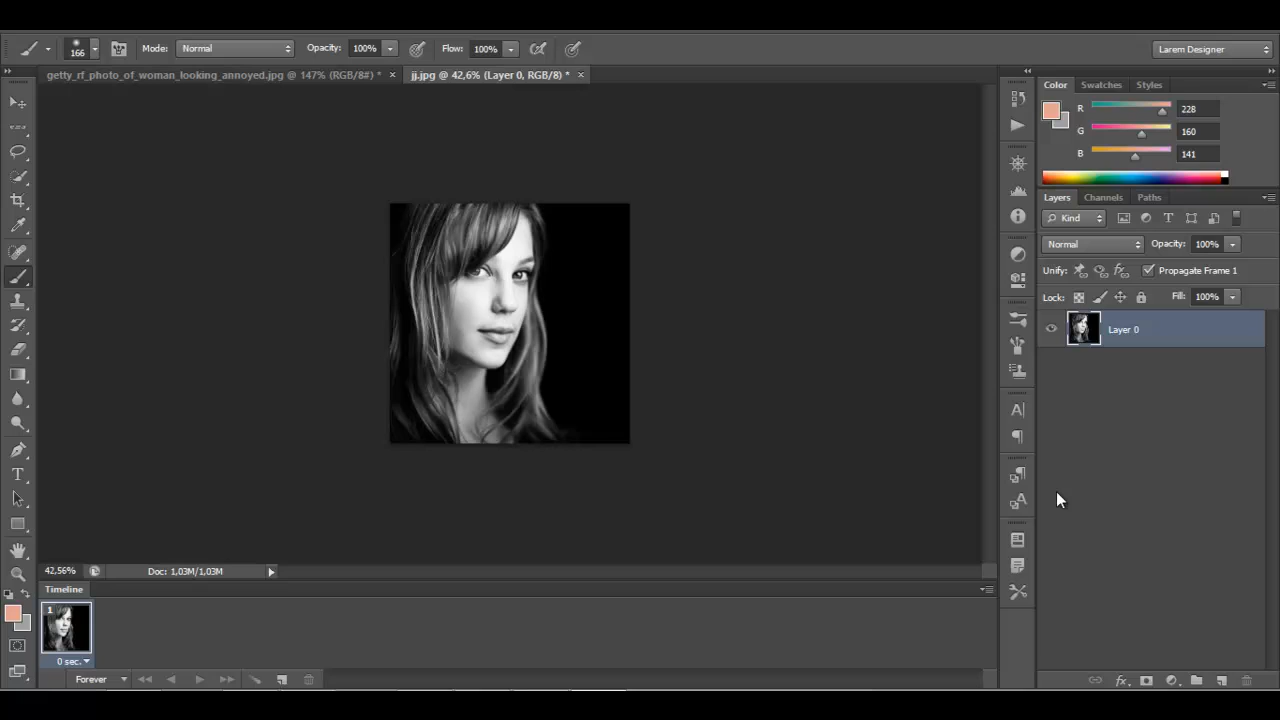 166 Mode: Normal Opacity: 100% Flow: 100% Larem Designer
getty_rf_photo_of_woman_looking_annoyed.jpg @ 147% (RGB/8#) * × jj.jpg @ 42,6% (Layer 0, RGB/8) * ×
Color Swatches Styles
R 228
G 160
B 141
Layers Channels Paths
Kind
Normal Opacity: 100%
Unify: Propagate Frame 1
Lock: Fill: 100%
Layer 0
42,56% Doc: 1,03M/1,03M
Timeline
1
0 sec.
Forever